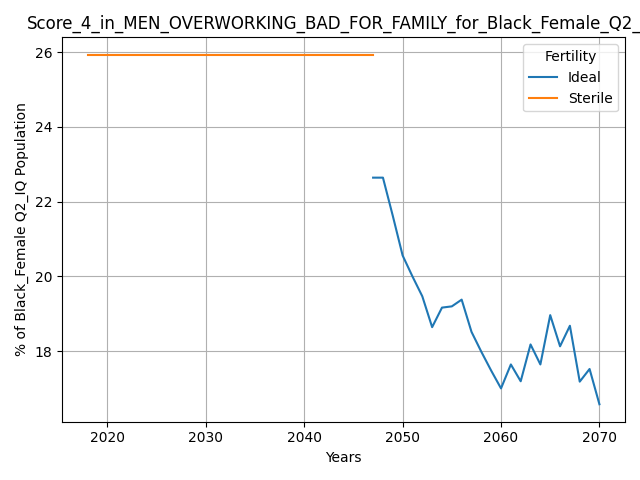 Score_4_in_MEN_OVERWORKING_BAD_FOR_FAMILY_for_Black_Female_Q2_
Fertility
Ideal
Sterile
% of Black_Female Q2_IQ Population
26
24
22
20
18
2020 2030 2040 2050 2060 2070
Years